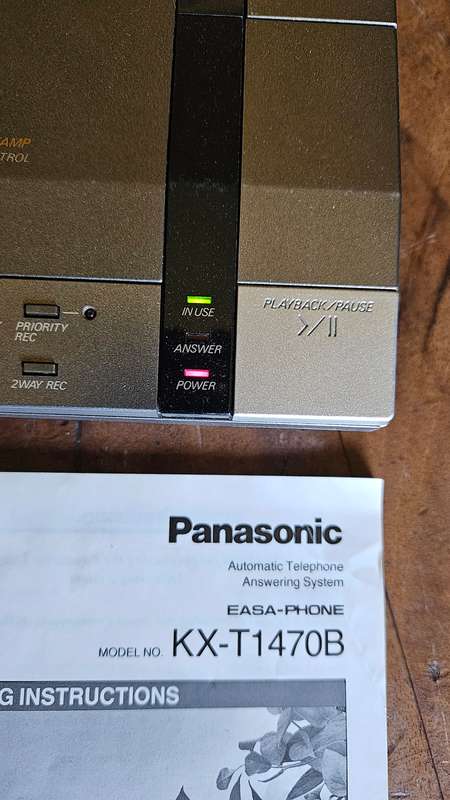 AMP
TROL
IN USE
PLAYBACK/PAUSE
PRIORITY
REC
ANSWER
2WAY REC
POWER
Panasonic
Automatic Telephone
Answering System
EASA-PHONE
MODEL NO. KX-T1470B
G INSTRUCTIONS